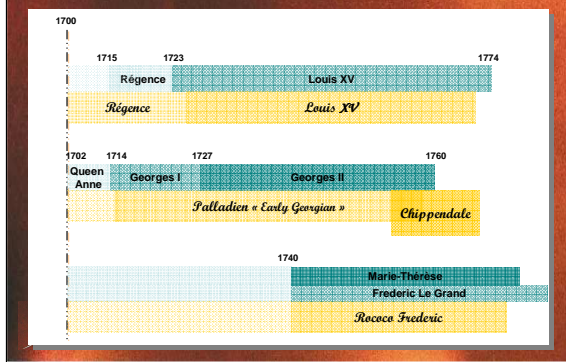 1700
1715 1723 1774
Régence Louis XV
Régence Louis XV
1702 1714 1727 1760
Queen Anne Georges I Georges II
Palladien « Early Georgian » Chippendale
1740
Marie-Thérèse
Frederic Le Grand
Rococo Frederic